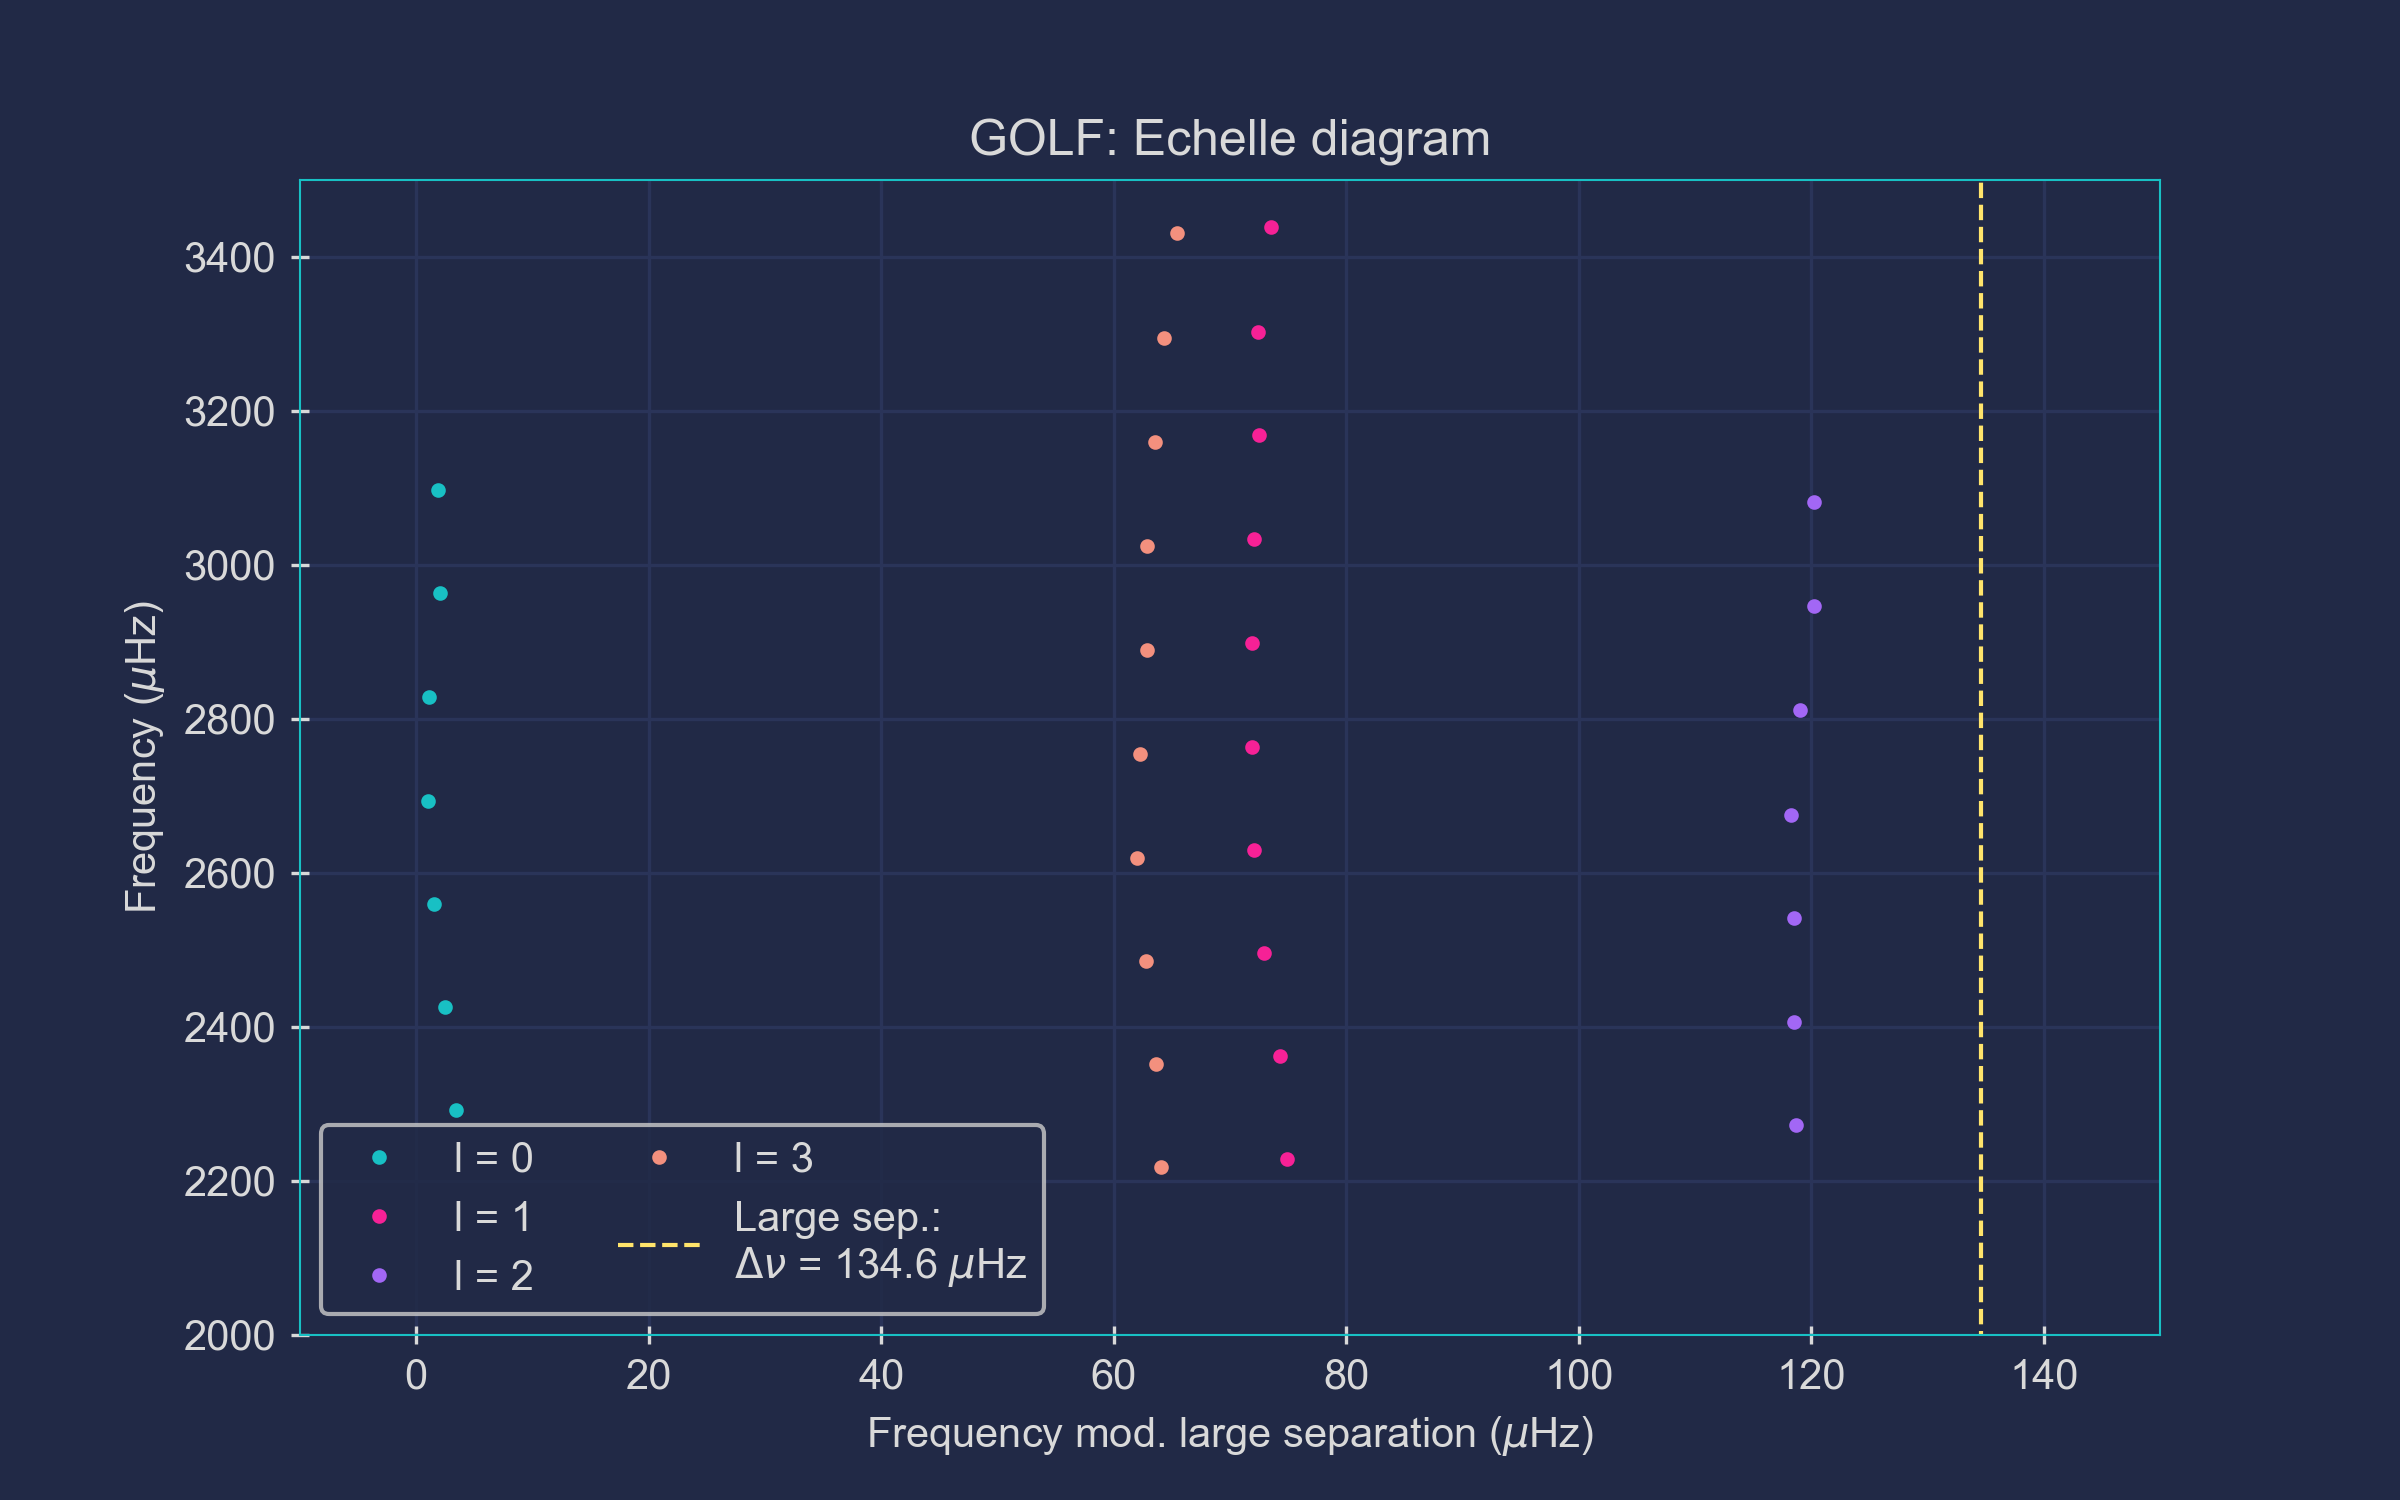 GOLF: Echelle diagram
3400
3200
3000
2800
2600
2400
2200
2000
Frequency (μHz)
l = 0
l = 1
l = 2
l = 3
Large sep.:
Δν = 134.6 μHz
0 20 40 60 80 100 120 140
Frequency mod. large separation (μHz)